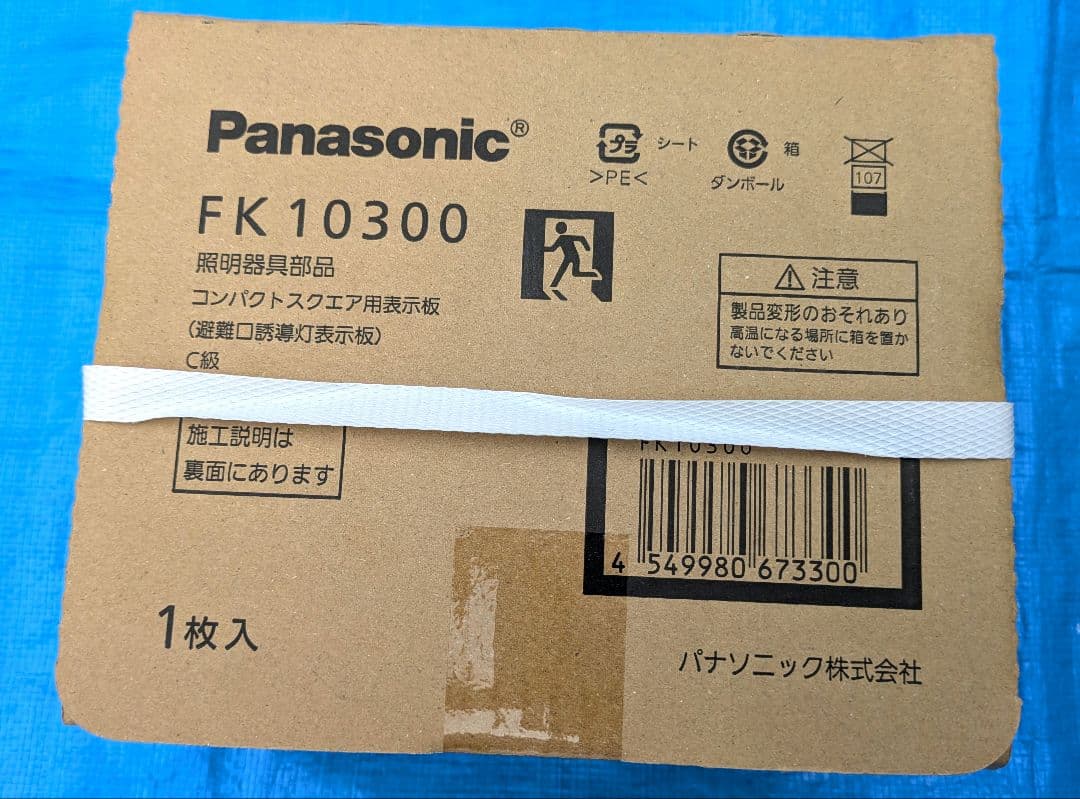 Panasonic®
FK10300
照明器具部品
コンパクトスクエア用表示板
(避難口誘導灯表示板)
C級
プラ シート
>PE<
箱
ダンボール
107
注意
製品変形のおそれあり
高温になる場所に箱を置か
ないでください
施工説明は
裏面にあります
FK10300
4 549980 673300
1枚入
パナソニック株式会社